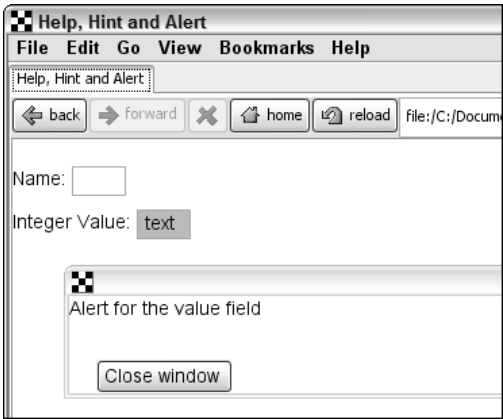 Help, Hint and Alert
File Edit Go View Bookmarks Help
Help, Hint and Alert
back forward home reload file:/C:/Docum
Name:
Integer Value: text
Alert for the value field
Close window